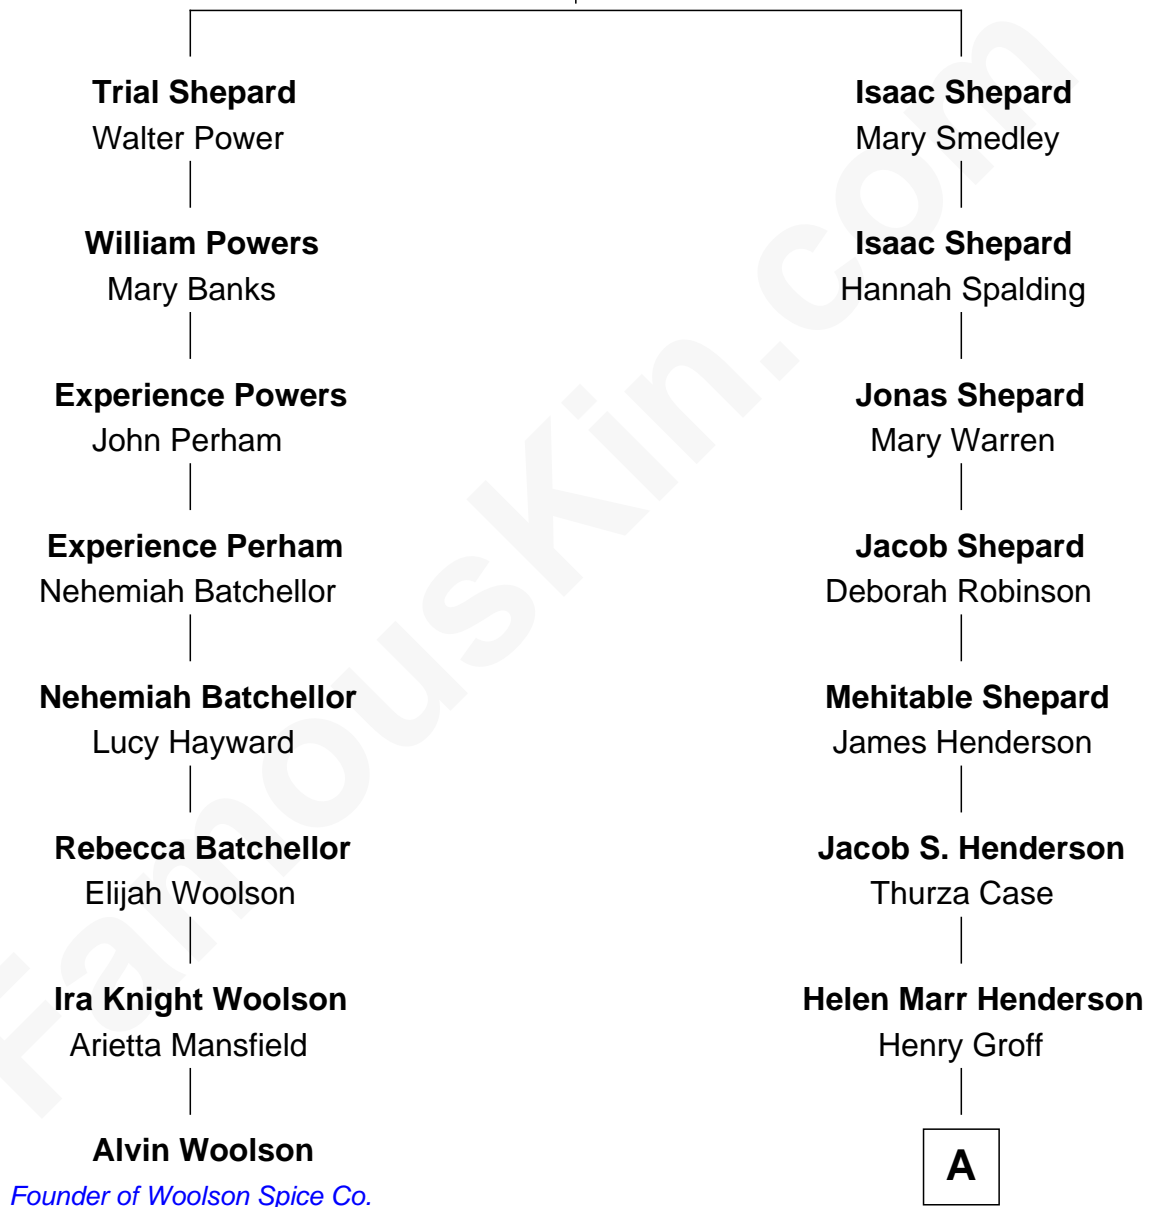 Trial Shepard
Walter Power
William Powers
Mary Banks
Experience Powers
John Perham
Experience Perham
Nehemiah Batchellor
Nehemiah Batchellor
Lucy Hayward
Rebecca Batchellor
Elijah Woolson
Ira Knight Woolson
Arietta Mansfield
Alvin Woolson
Founder of Woolson Spice Co.
Isaac Shepard
Mary Smedley
Isaac Shepard
Hannah Spalding
Jonas Shepard
Mary Warren
Jacob Shepard
Deborah Robinson
Mehitable Shepard
James Henderson
Jacob S. Henderson
Thurza Case
Helen Marr Henderson
Henry Groff
A
FamousKin.com